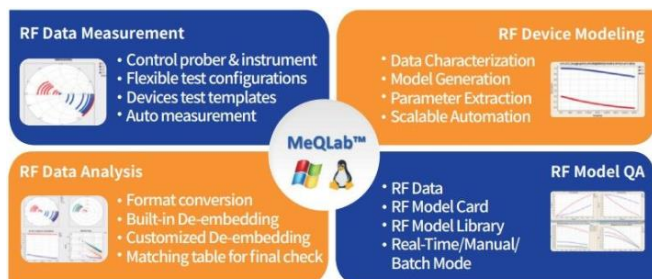 RF Data Measurement
• Control prober & instrument
• Flexible test configurations
• Devices test templates
• Auto measurement
RF Device Modeling
• Data Characterization
• Model Generation
• Parameter Extraction
• Scalable Automation
MeQLab™
RF Data Analysis
• Format conversion
• Built-in De-embedding
• Customized De-embedding
• Matching table for final check
RF Model QA
• RF Data
• RF Model Card
• RF Model Library
• Real-Time/Manual/
Batch Mode